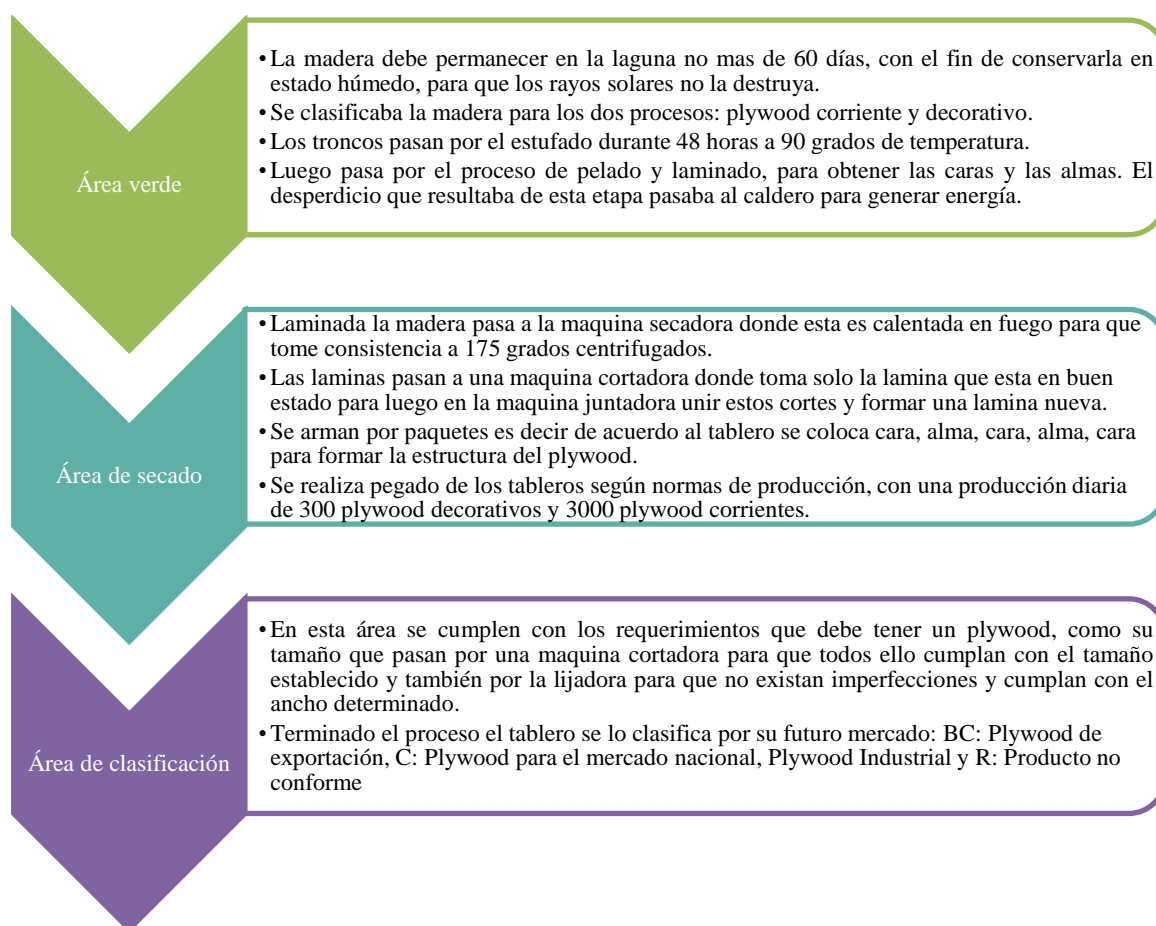 Área verde
• La madera debe permanecer en la laguna no mas de 60 días, con el fin de conservarla en
estado húmedo, para que los rayos solares no la destruya.
• Se clasificaba la madera para los dos procesos: plywood corriente y decorativo.
• Los troncos pasan por el estufado durante 48 horas a 90 grados de temperatura.
• Luego pasa por el proceso de pelado y laminado, para obtener las caras y las almas. El
desperdicio que resultaba de esta etapa pasaba al caldero para generar energía.
Área de secado
• Laminada la madera pasa a la maquina secadora donde esta es calentada en fuego para que
tome consistencia a 175 grados centrifugados.
• Las laminas pasan a una maquina cortadora donde toma solo la lamina que esta en buen
estado para luego en la maquina juntadora unir estos cortes y formar una lamina nueva.
• Se arman por paquetes es decir de acuerdo al tablero se coloca cara, alma, cara, alma, cara
para formar la estructura del plywood.
• Se realiza pegado de los tableros según normas de producción, con una producción diaria
de 300 plywood decorativos y 3000 plywood corrientes.
Área de clasificación
• En esta área se cumplen con los requerimientos que debe tener un plywood, como su
tamaño que pasan por una maquina cortadora para que todos ello cumplan con el tamaño
establecido y también por la lijadora para que no existan imperfecciones y cumplan con el
ancho determinado.
• Terminado el proceso el tablero se lo clasifica por su futuro mercado: BC: Plywood de
exportación, C: Plywood para el mercado nacional, Plywood Industrial y R: Producto no
conforme